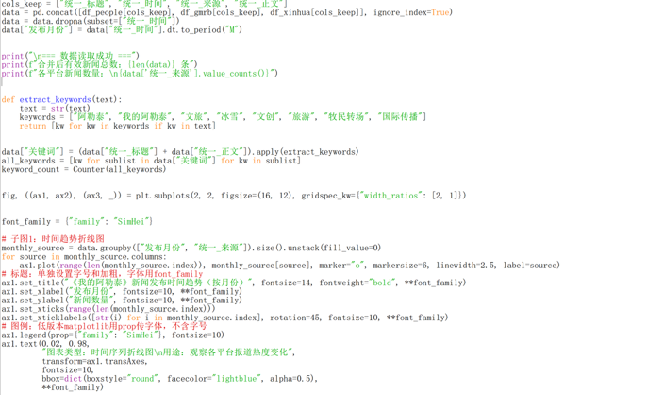 cols_keep = ["统一_标题", "统一_时间", "统一_来源", "统一_正文"]
data = pd.concat([df_people[cols_keep], df_gmrb[cols_keep], df_xinhua[cols_keep]], ignore_index=True)
data = data.dropna(subset=["统一_时间"])
data["发布月份"] = data["统一_时间"].dt.to_period("M")
print("\n=== 数据读取成功 ===")
print(f"合并后有效新闻总数：{len(data)} 条")
print(f"各平台新闻数量：\n{data['统一_来源'].value_counts()}")
def extract_keywords(text):
text = str(text)
keywords = ["阿勒泰", "我的阿勒泰", "文旅", "冰雪", "文创", "旅游", "牧民转场", "国际传播"]
return [kw for kw in keywords if kw in text]
data["关键词"] = (data["统一_标题"] + data["统一_正文"]).apply(extract_keywords)
all_keywords = [kw for sublist in data["关键词"] for kw in sublist]
keyword_count = Counter(all_keywords)
fig, ((ax1, ax2), (ax3, _)) = plt.subplots(2, 2, figsize=(16, 12), gridspec_kw={"width_ratios": [2, 1]})
font_family = {"family": "SimHei"}
# 子图1：时间趋势折线图
monthly_source = data.groupby(["发布月份", "统一_来源"]).size().unstack(fill_value=0)
for source in monthly_source.columns:
ax1.plot(range(len(monthly_source.index)), monthly_source[source], marker="o", markersize=6, linewidth=2.5, label=source)
# 标题：单独设置字号和加粗，字体用font_family
ax1.set_title("《我的阿勒泰》新闻发布时间趋势（按月份）", fontsize=14, fontweight="bold", **font_family)
ax1.set_xlabel("发布月份", fontsize=10, **font_family)
ax1.set_ylabel("新闻数量", fontsize=10, **font_family)
ax1.set_xticks(range(len(monthly_source.index)))
ax1.set_xticklabels([str(i) for i in monthly_source.index], rotation=45, fontsize=10, **font_family)
# 图例：低版本matplotlib用prop传字体，不含字号
ax1.legend(prop={"family": "SimHei"}, fontsize=10)
ax1.text(0.02, 0.98,
"图表类型：时间序列折线图\n用途：观察各平台报道热度变化",
transform=ax1.transAxes,
fontsize=10,
bbox=dict(boxstyle="round", facecolor="lightblue", alpha=0.5),
**font_family)